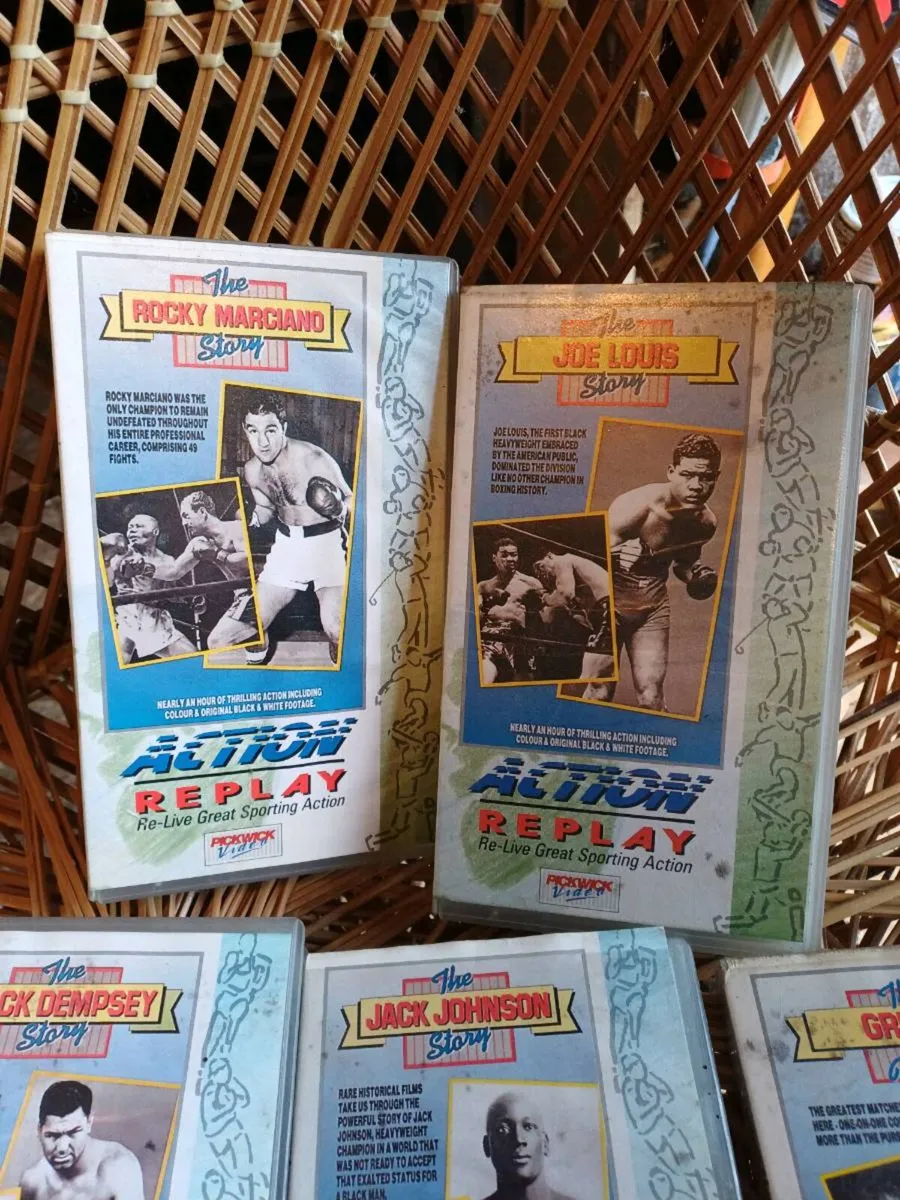 The
ROCKY MARCIANO
Story
ROCKY MARCIANO WAS THE
ONLY CHAMPION TO REMAIN
UNDEFEATED THROUGHOUT
HIS ENTIRE PROFESSIONAL
CAREER, COMPRISING 49
FIGHTS.
NEARLY AN HOUR OF THRILLING ACTION INCLUDING
COLOUR & ORIGINAL BLACK & WHITE FOOTAGE.
ACTION
REPLAY
Re-Live Great Sporting Action
PICKWICK
Video
The
JOE LOUIS
Story
JOE LOUIS, THE FIRST BLACK
HEAVYWEIGHT EMBRACED
BY THE AMERICAN PUBLIC,
DOMINATED THE DIVISION
LIKE NO OTHER CHAMPION IN
BOXING HISTORY.
NEARLY AN HOUR OF THRILLING ACTION INCLUDING
COLOUR & ORIGINAL BLACK & WHITE FOOTAGE.
ACTION
REPLAY
Re-Live Great Sporting Action
PICKWICK
Video
The
CK DEMPSEY
Story
The
JACK JOHNSON
Story
RARE HISTORICAL FILMS
TAKE US THROUGH THE
POWERFUL STORY OF JACK
JOHNSON, HEAVYWEIGHT
CHAMPION IN A WORLD THAT
WAS NOT READY TO ACCEPT
THAT EXALTED STATUS FOR
A BLACK MAN.
GR
THE GREATEST MATCHE
HERE - ONE-ON-ONE CO
MORE THAN THE PUR